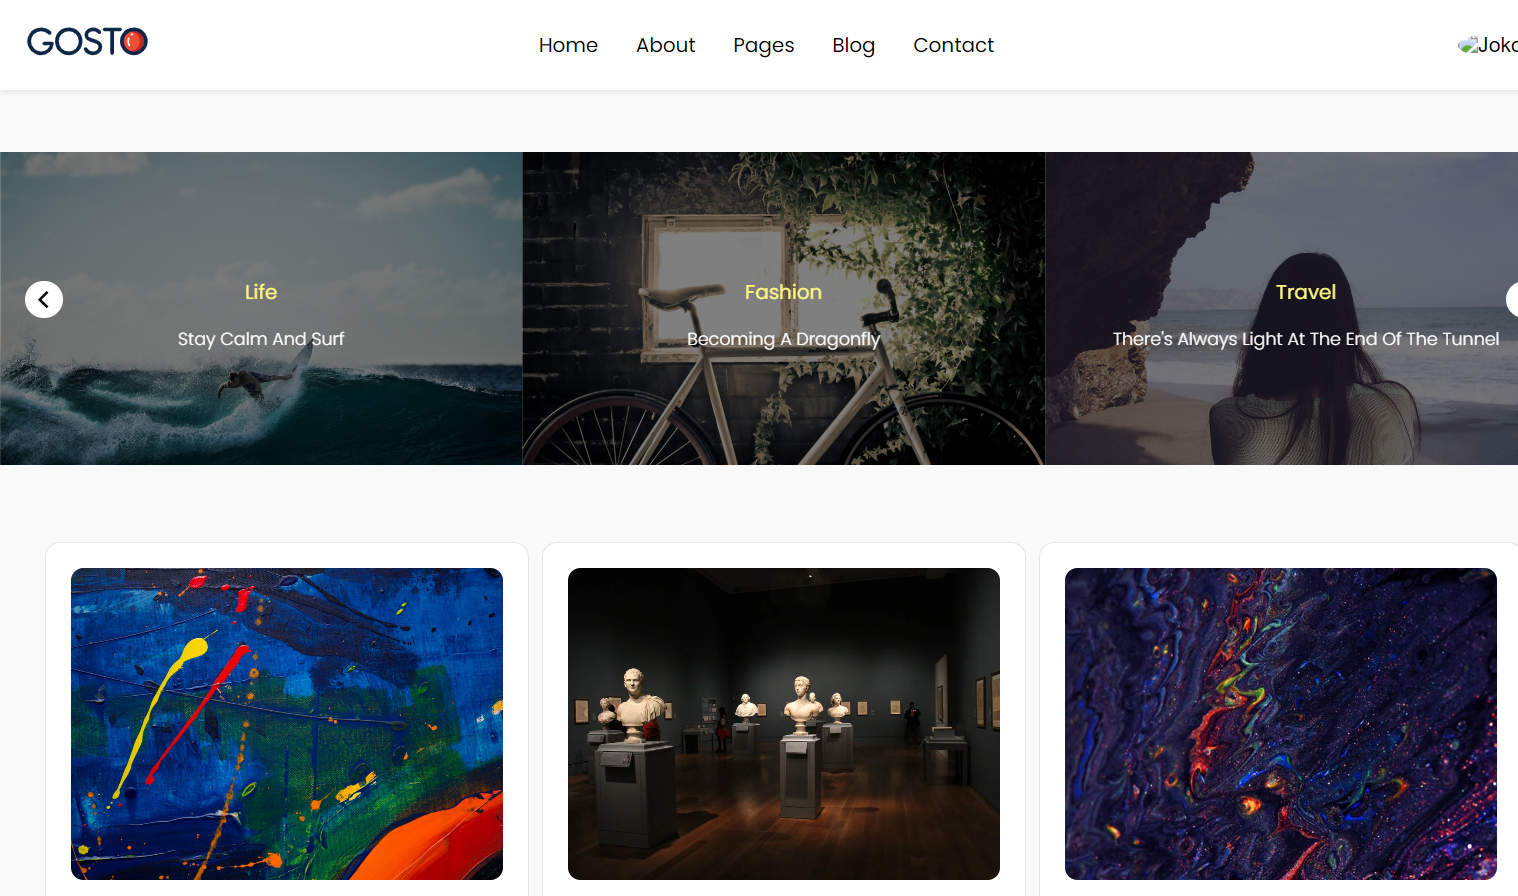 GOSTO
Home About Pages Blog Contact
Life
Stay Calm And Surf
Fashion
Becoming A Dragonfly
Travel
There's Always Light At The End Of The Tunnel